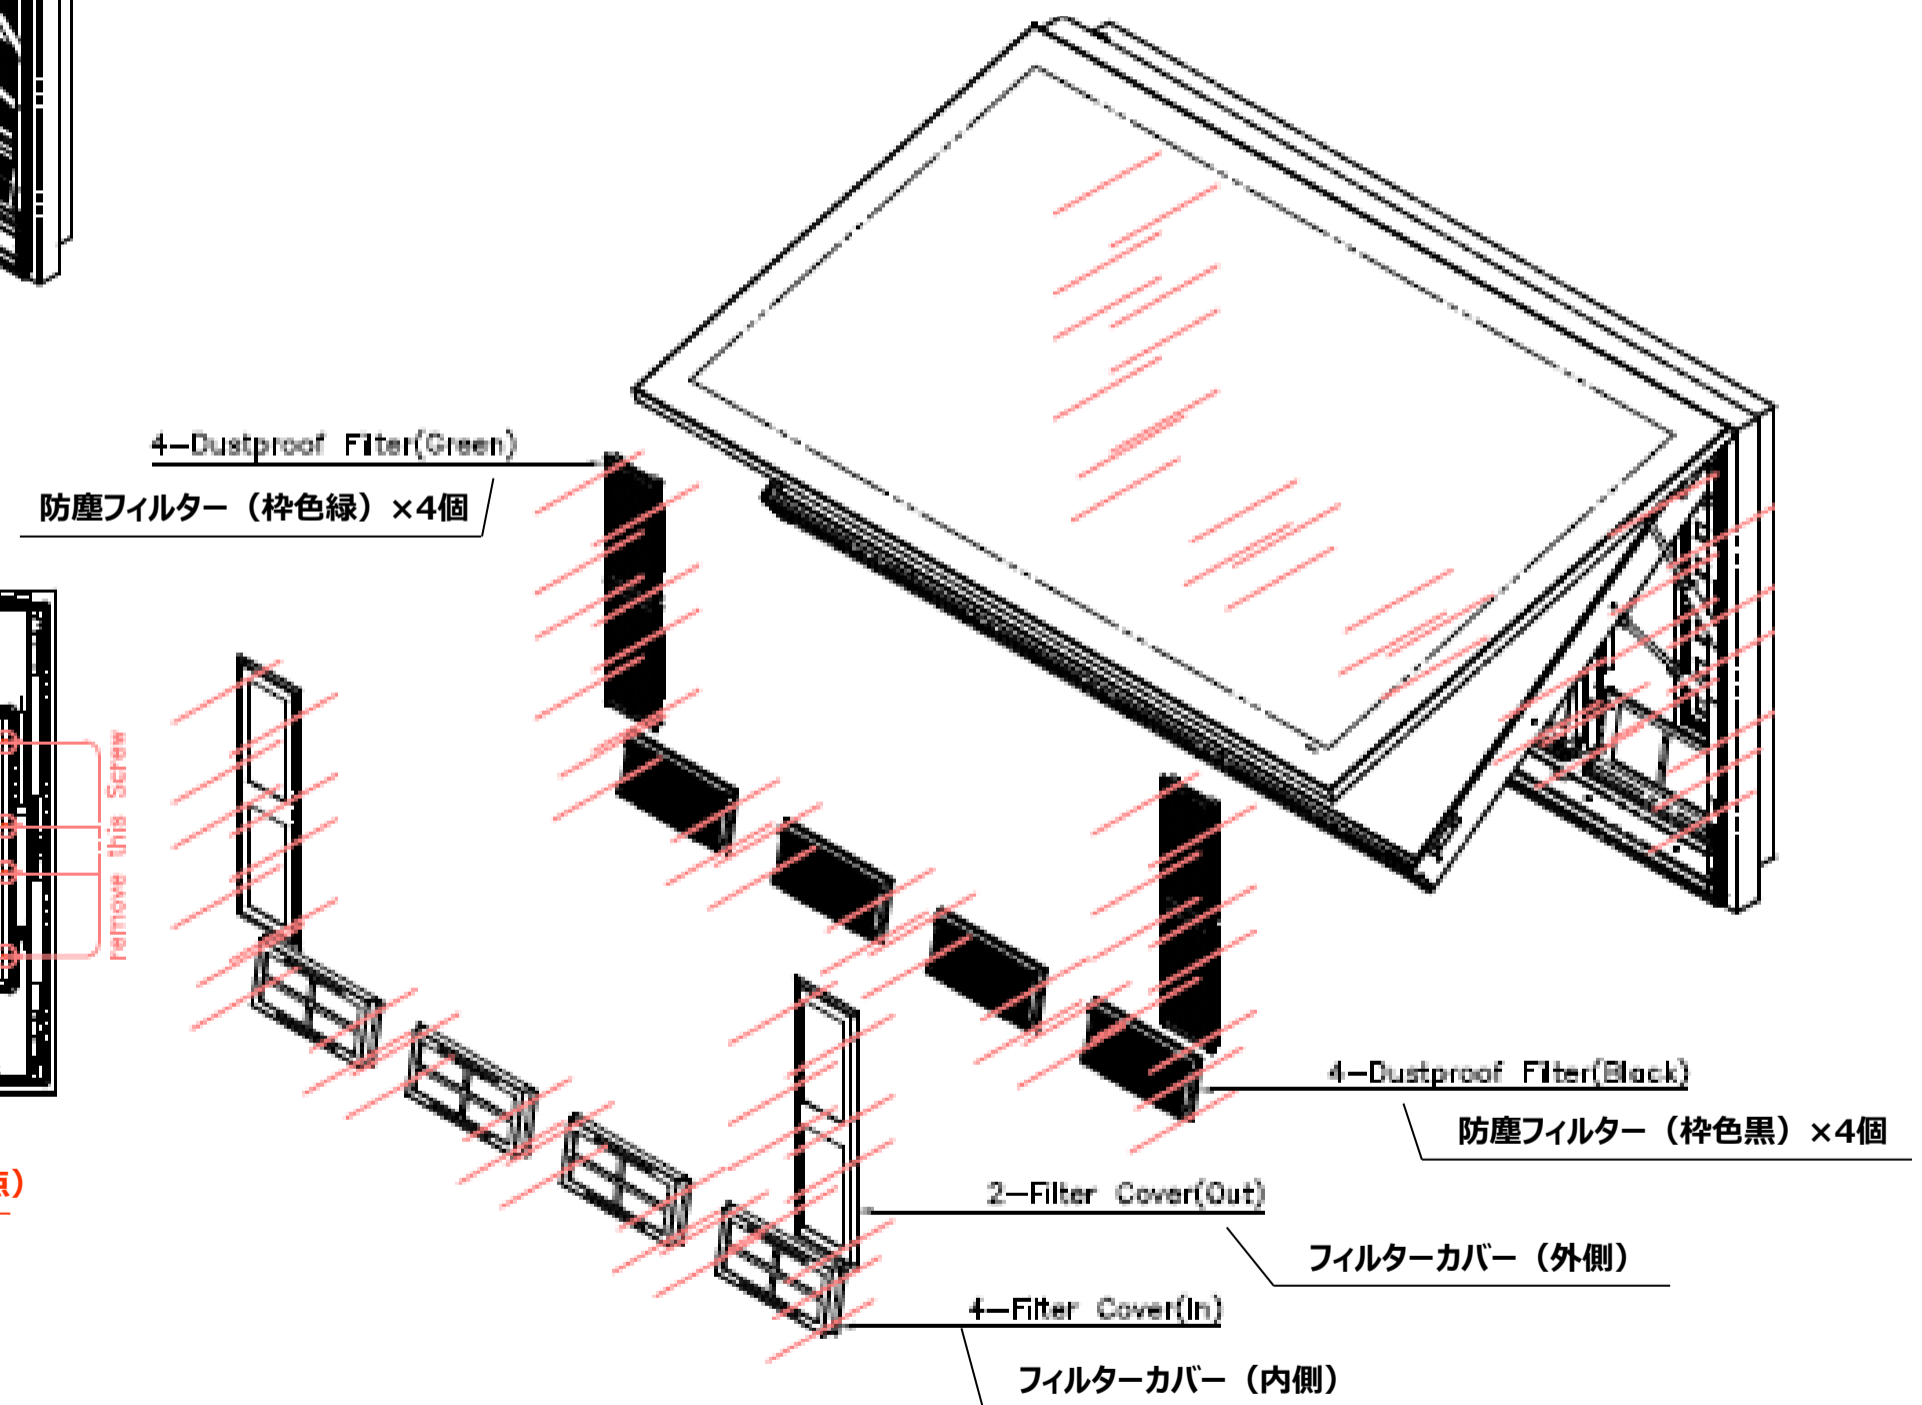 4-Dustproof Filter(Green)
防塵フィルター（枠色緑）×4個
remove this Screw
4-Dustproof Filter(Black)
防塵フィルター（枠色黒）×4個
点）
2-Filter Cover(Out)
フィルターカバー（外側）
4-Filter Cover(In)
フィルターカバー（内側）